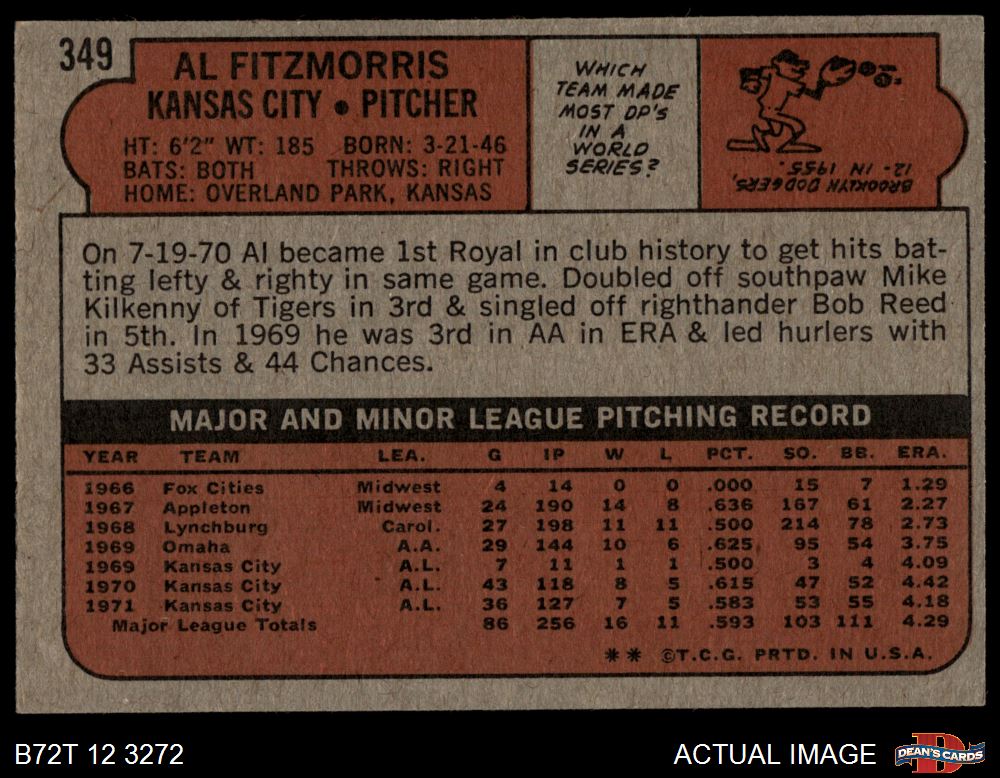 349
AL FITZMORRIS
KANSAS CITY • PITCHER
HT: 6'2" WT: 185 BORN: 3-21-46
BATS: BOTH THROWS: RIGHT
HOME: OVERLAND PARK, KANSAS
WHICH
TEAM MADE
MOST DP'S
IN A
WORLD
SERIES?
BROOKLYN DODGERS,
12 - IN 1955.
On 7-19-70 Al became 1st Royal in club history to get hits bat-
ting lefty & righty in same game. Doubled off southpaw Mike
Kilkenny of Tigers in 3rd & singled off righthander Bob Reed
in 5th. In 1969 he was 3rd in AA in ERA & led hurlers with
33 Assists & 44 Chances.
MAJOR AND MINOR LEAGUE PITCHING RECORD
YEAR TEAM LEA. G IP W L PCT. SO. BB. ERA.
1966 Fox Cities Midwest 4 14 0 0 .000 15 7 1.29
1967 Appleton Midwest 24 190 14 8 .636 167 61 2.27
1968 Lynchburg Carol. 27 198 11 11 .500 214 78 2.73
1969 Omaha A.A. 29 144 10 6 .625 95 54 3.75
1969 Kansas City A.L. 7 11 1 1 .500 3 4 4.09
1970 Kansas City A.L. 43 118 8 5 .615 47 52 4.42
1971 Kansas City A.L. 36 127 7 5 .583 53 55 4.18
Major League Totals 86 256 16 11 .593 103 111 4.29
** ©T.C.G. PRTD. IN U.S.A.
B72T 12 3272
ACTUAL IMAGE
D
DEAN'S CARDS